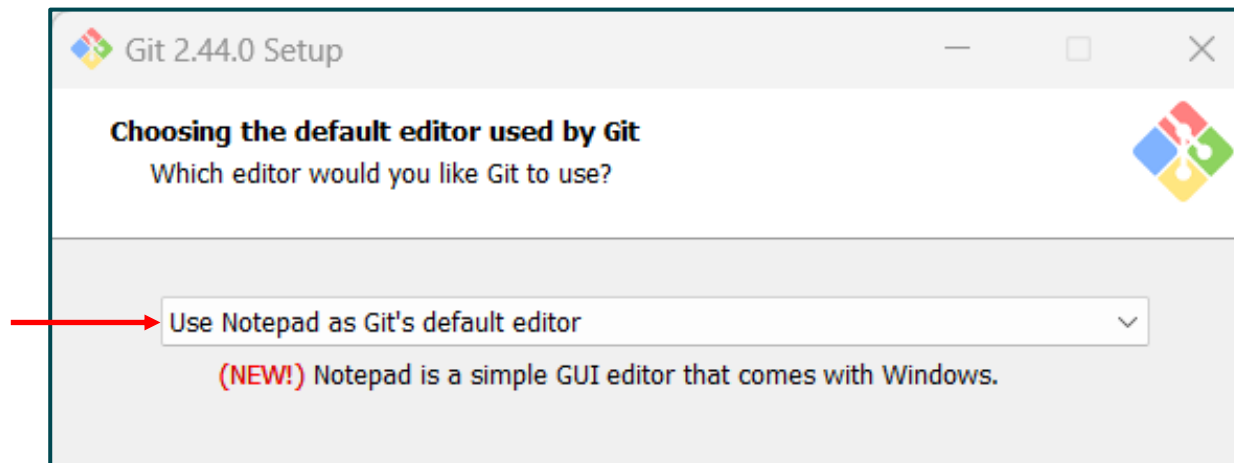 Git 2.44.0 Setup
Choosing the default editor used by Git
Which editor would you like Git to use?
Use Notepad as Git's default editor
(NEW!) Notepad is a simple GUI editor that comes with Windows.